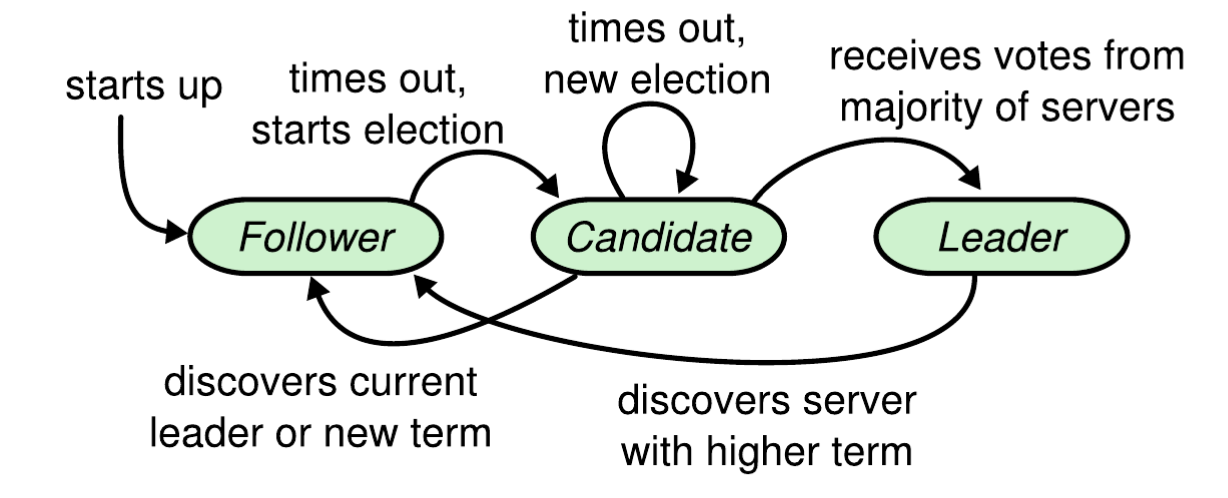 starts up
times out,
starts election
times out,
new election
receives votes from
majority of servers
Follower
Candidate
Leader
discovers current
leader or new term
discovers server
with higher term